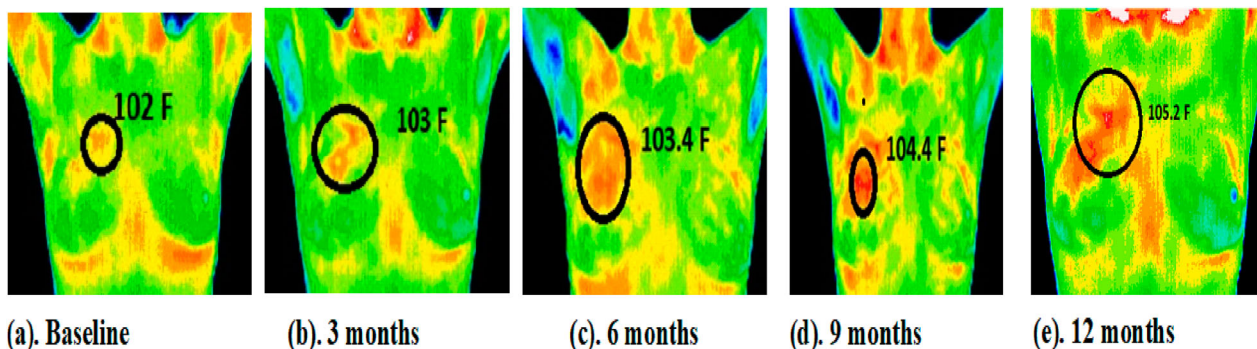 102 F
103 F
103.4 F
104.4 F
105.2 F
(a). Baseline
(b). 3 months
(c). 6 months
(d). 9 months
(e). 12 months